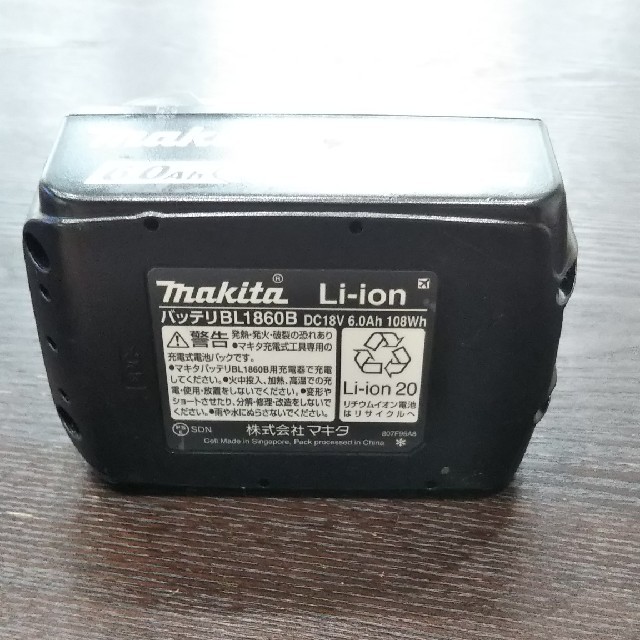 makita
6.0Ah
makita® Li-ion
バッテリBL1860B DC18V 6.0Ah 108Wh
警告 発熱・発火・破裂の恐れあり
●マキタ充電式工具専用の
充電式電池パックです。
●マキタバッテリBL1860B用充電器で充電
してください。●火中投入、加熱、高温での充
電・使用・放置をしないでください。●変形や
ショートさせたり、分解・修理・改造をしないで
ください。●雨や水にぬらさないでください。
Li-ion 20
リチウムイオン電池
はリサイクルへ
SDN 株式会社 マキタ
Cell Made in Singapore, Pack processed in China